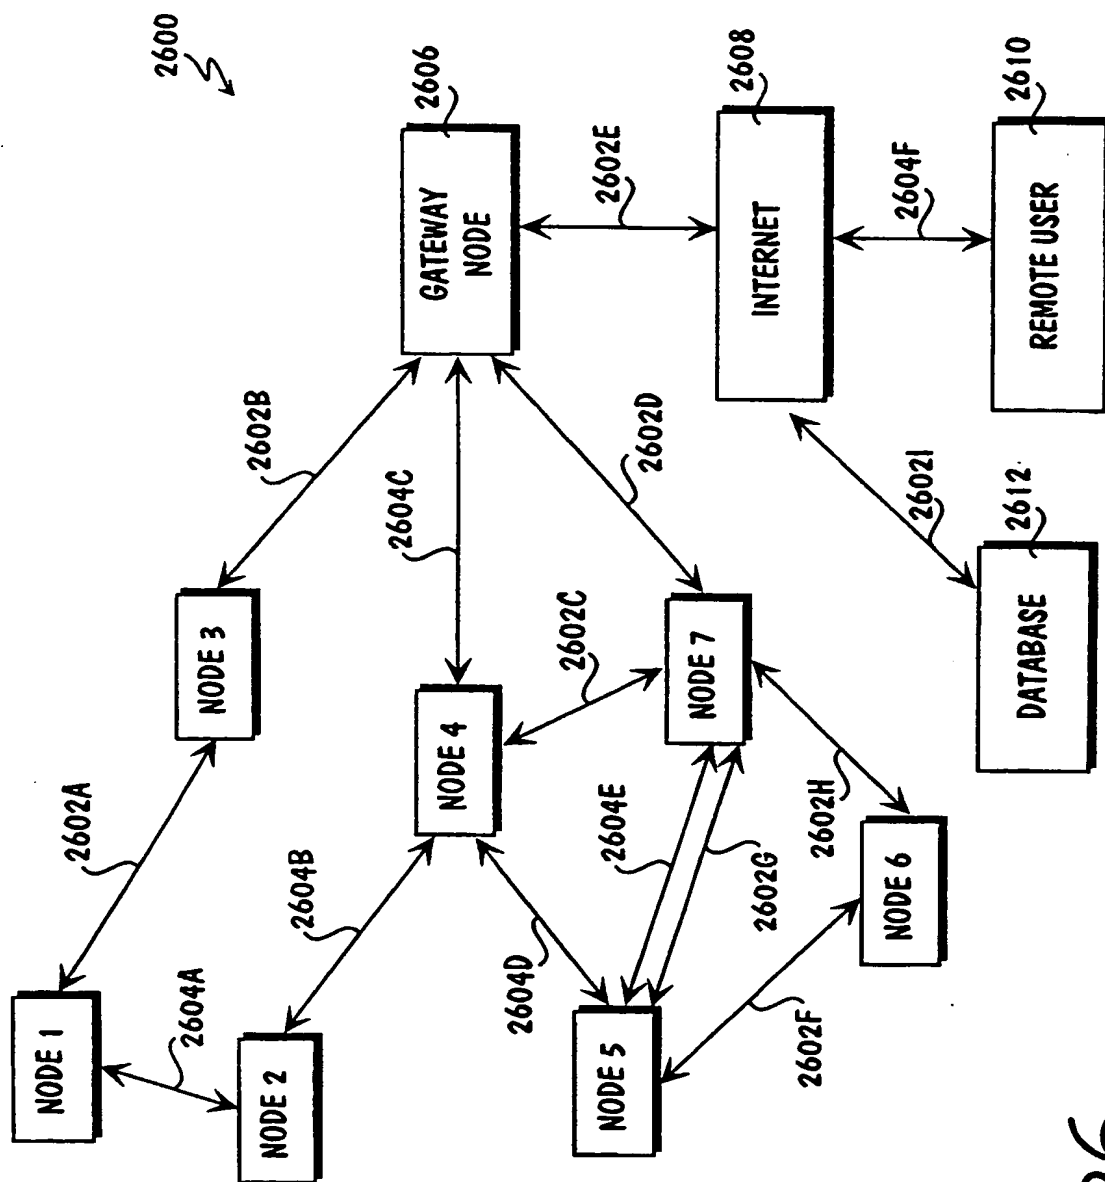 2600
NODE 1
2602A
NODE 3
2602B
GATEWAY
NODE
2606
2604A
NODE 2
2604B
NODE 4
2604C
2602E
2604D
2602C
2602D
INTERNET
2608
NODE 5
2604E
2602G
NODE 7
2604F
2602F
NODE 6
2602H
2602I
DATABASE
2612
REMOTE USER
2610